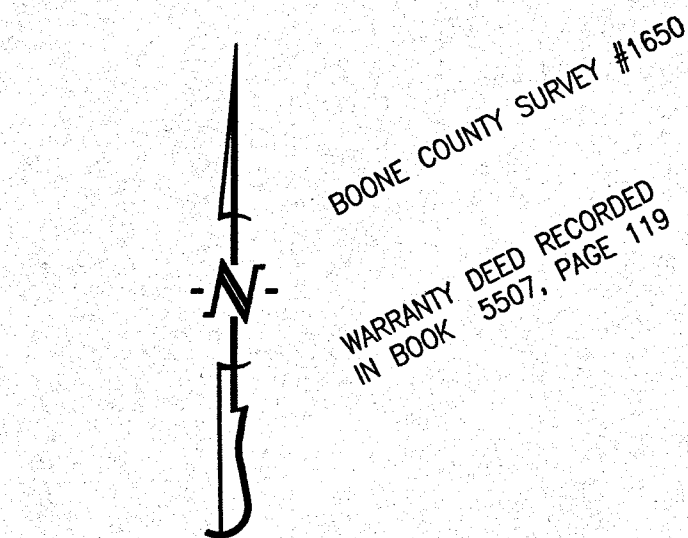 BOONE COUNTY SURVEY #1650
WARRANTY DEED RECORDED
IN BOOK 5507, PAGE 119
-N-